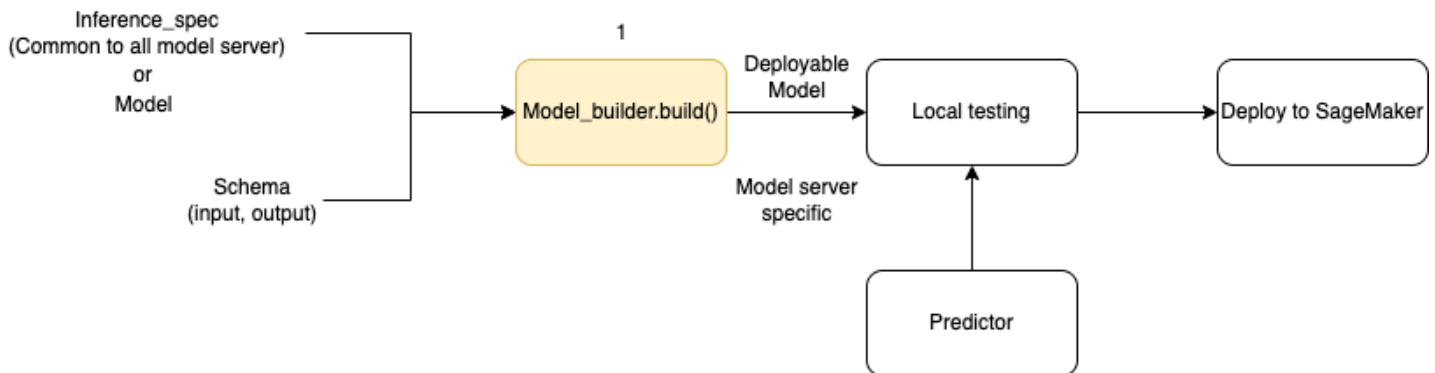 Inference_spec
(Common to all model server)
or
Model
Schema
(input, output)
1
Model_builder.build()
Deployable
Model
Model server
specific
Local testing
Predictor
Deploy to SageMaker